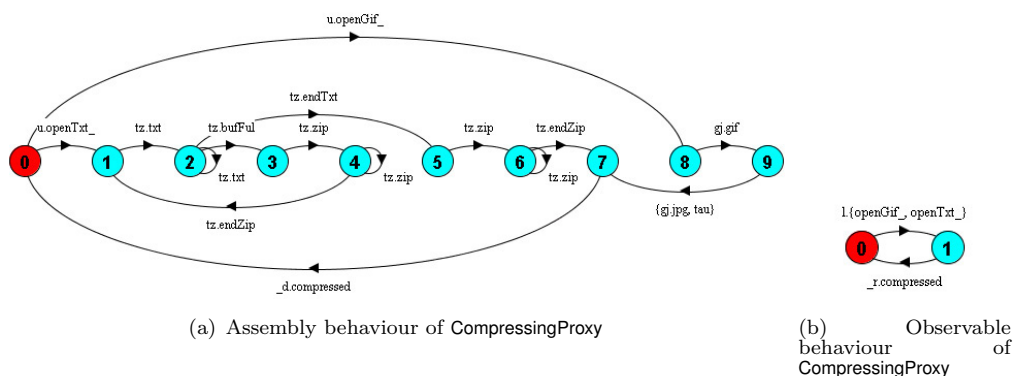 u.openGif_
tz.endTxt
u.openTxt_ tz.txt tz.bufFul tz.zip tz.zip tz.endZip gj.gif
0 1 2 3 4 5 6 7 8 9
tz.txt tz.zip tz.zip
{gj.jpg, tau}
tz.endZip
_d.compressed
l.{openGif_, openTxt_}
0 1
_r.compressed
(a) Assembly behaviour of CompressingProxy
(b) Observable
behaviour of
CompressingProxy